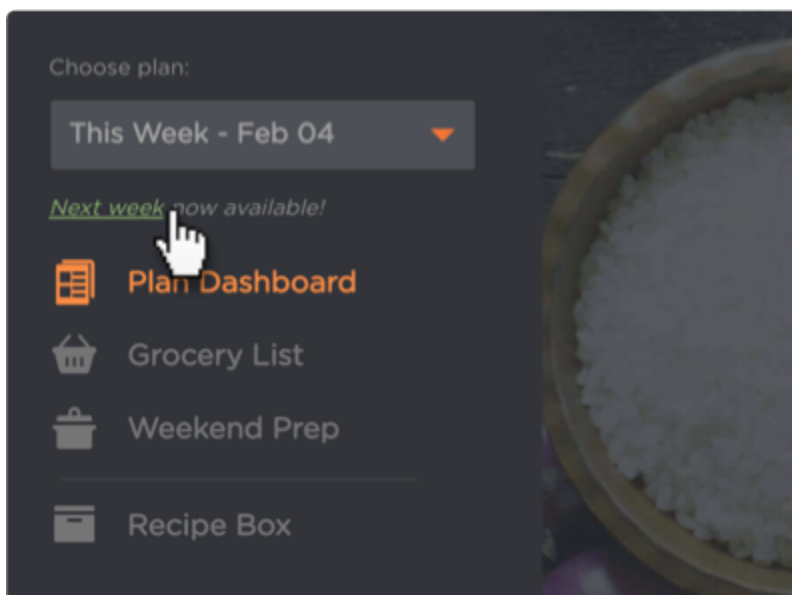 Choose plan:
This Week - Feb 04
Next week now available!
Plan Dashboard
Grocery List
Weekend Prep
Recipe Box